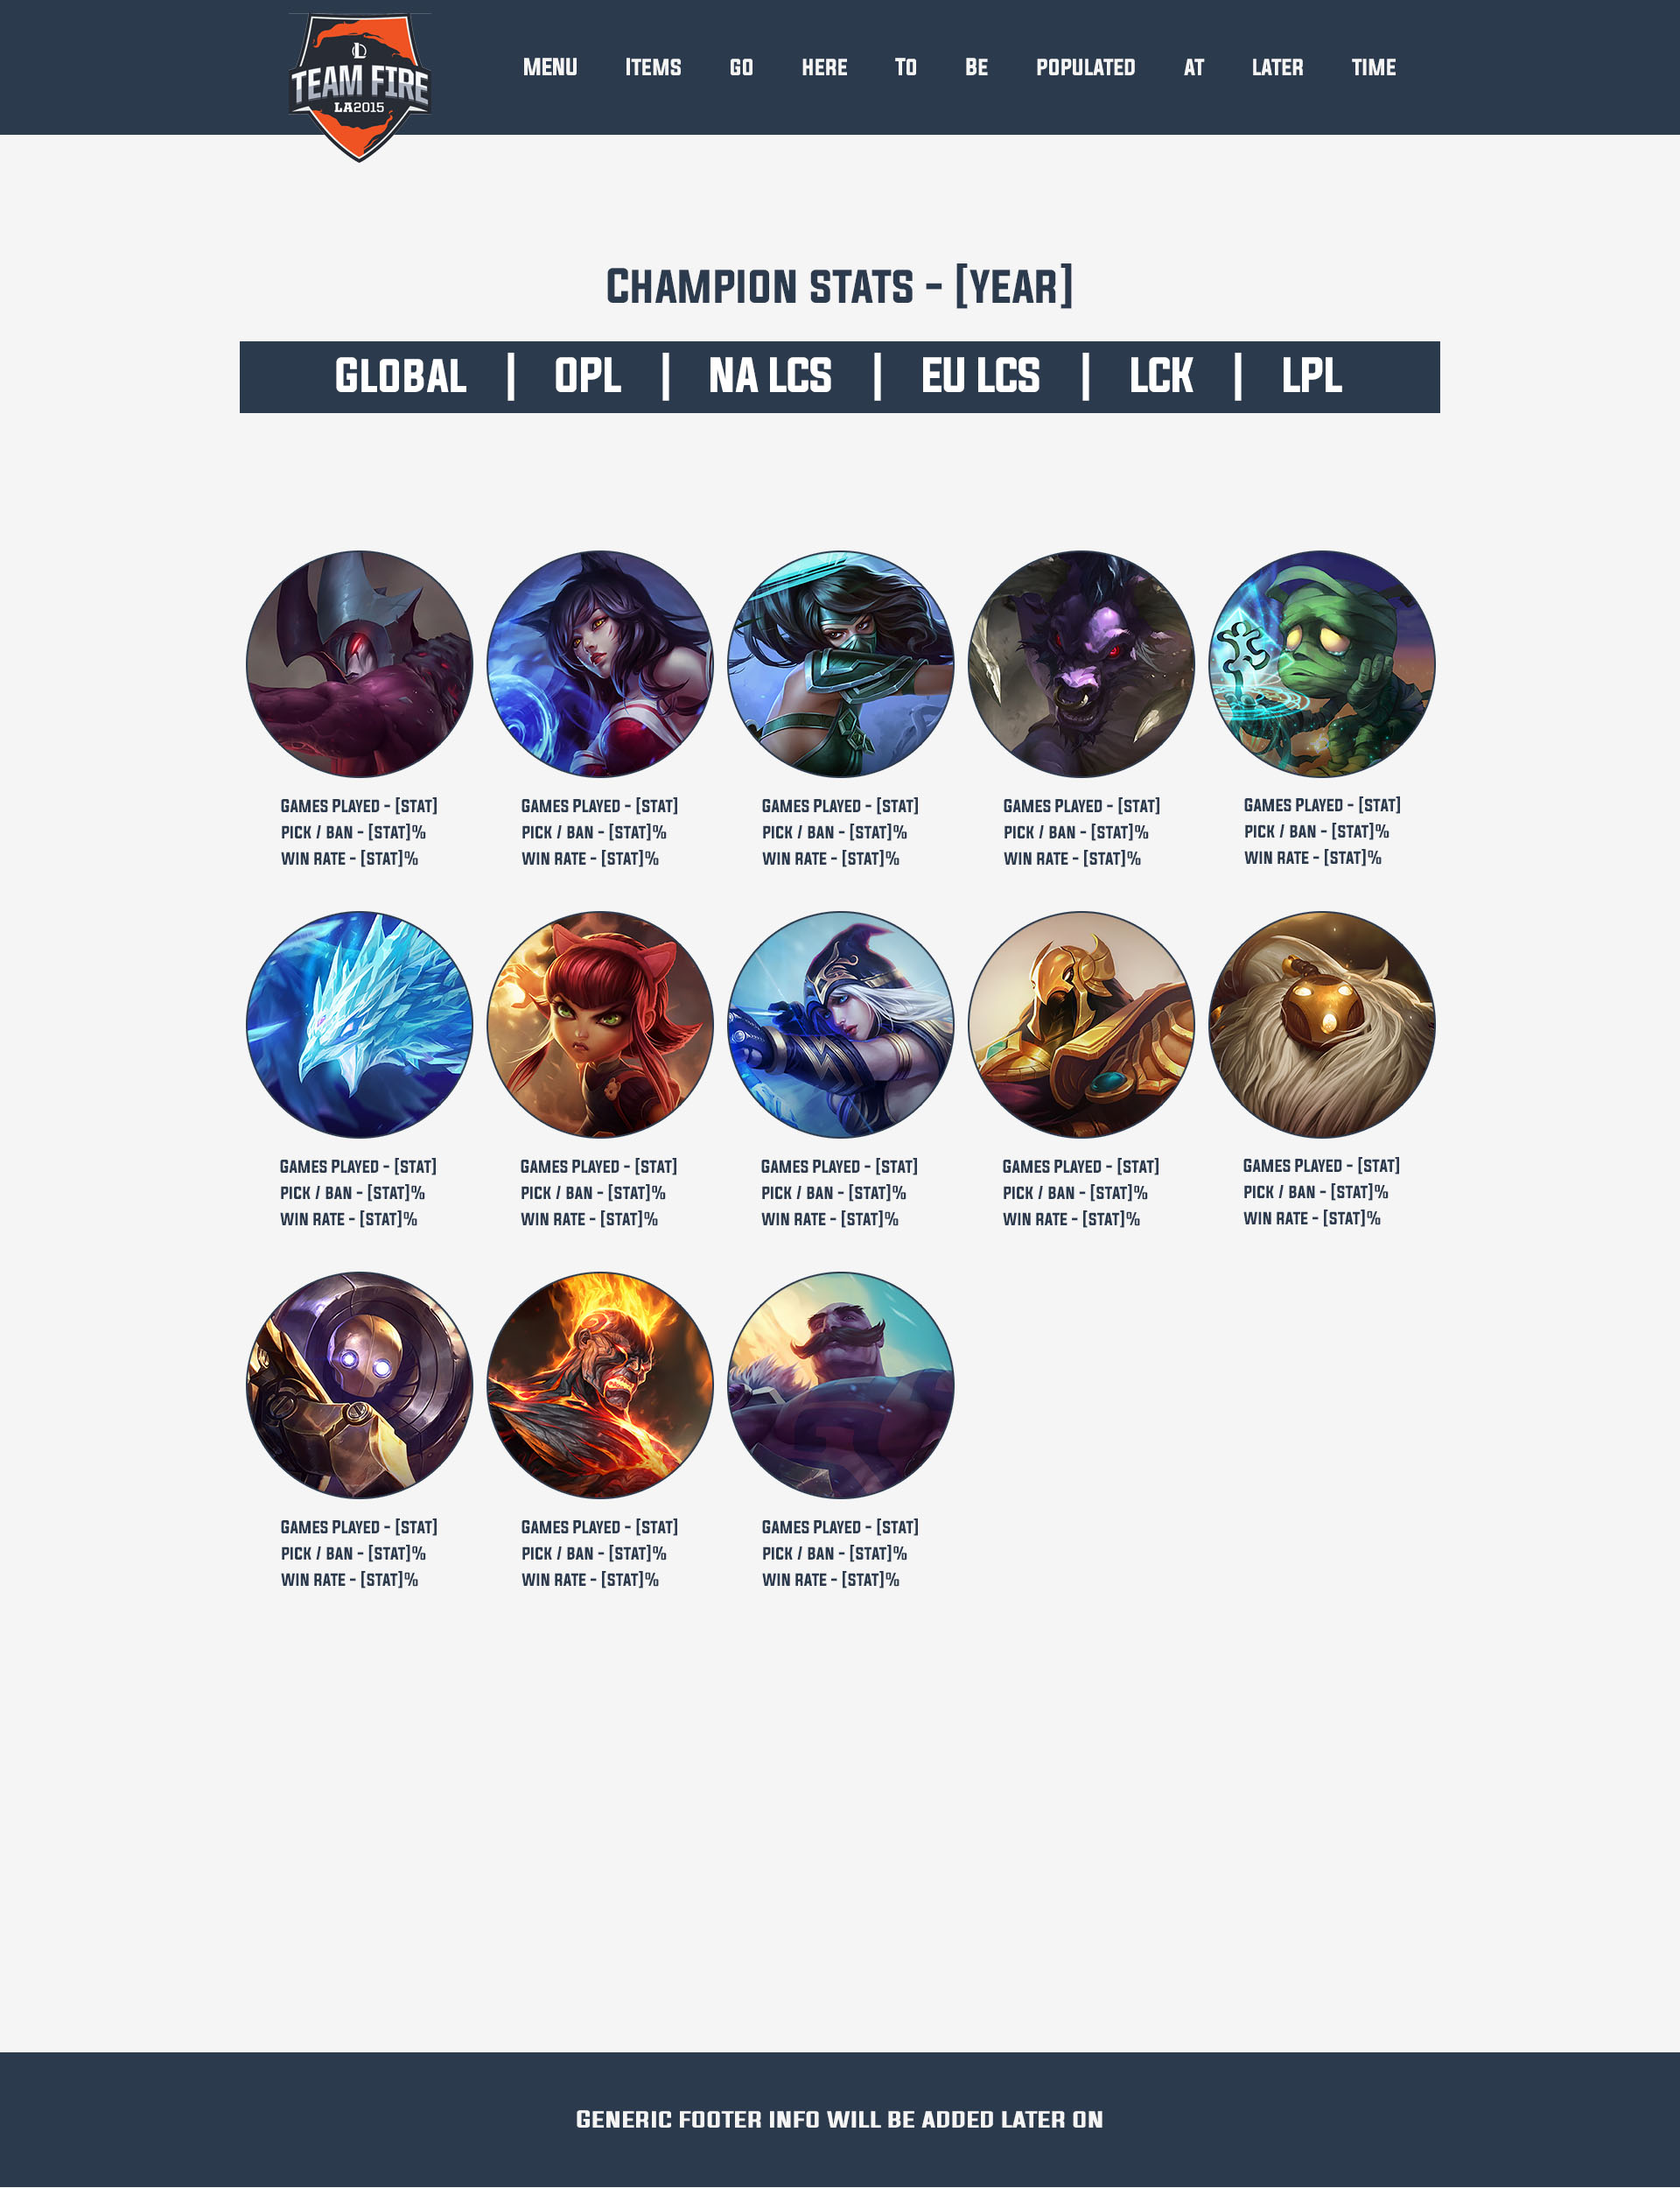 TEAM FIRE
LA2015
MENU Items go here To Be populated at later time
Champion stats - [year]
Global | OPL | NA LCS | EU LCS | LCK | LPL
Games Played - [stat] Games Played - [stat] Games Played - [stat] Games Played - [stat] Games Played - [stat]
pick / ban - [stat]% pick / ban - [stat]% pick / ban - [stat]% pick / ban - [stat]% pick / ban - [stat]%
win rate - [stat]% win rate - [stat]% win rate - [stat]% win rate - [stat]% win rate - [stat]%
Games Played - [stat] Games Played - [stat] Games Played - [stat] Games Played - [stat] Games Played - [stat]
pick / ban - [stat]% pick / ban - [stat]% pick / ban - [stat]% pick / ban - [stat]% pick / ban - [stat]%
win rate - [stat]% win rate - [stat]% win rate - [stat]% win rate - [stat]% win rate - [stat]%
Games Played - [stat] Games Played - [stat] Games Played - [stat]
pick / ban - [stat]% pick / ban - [stat]% pick / ban - [stat]%
win rate - [stat]% win rate - [stat]% win rate - [stat]%
Generic footer info will be added later on